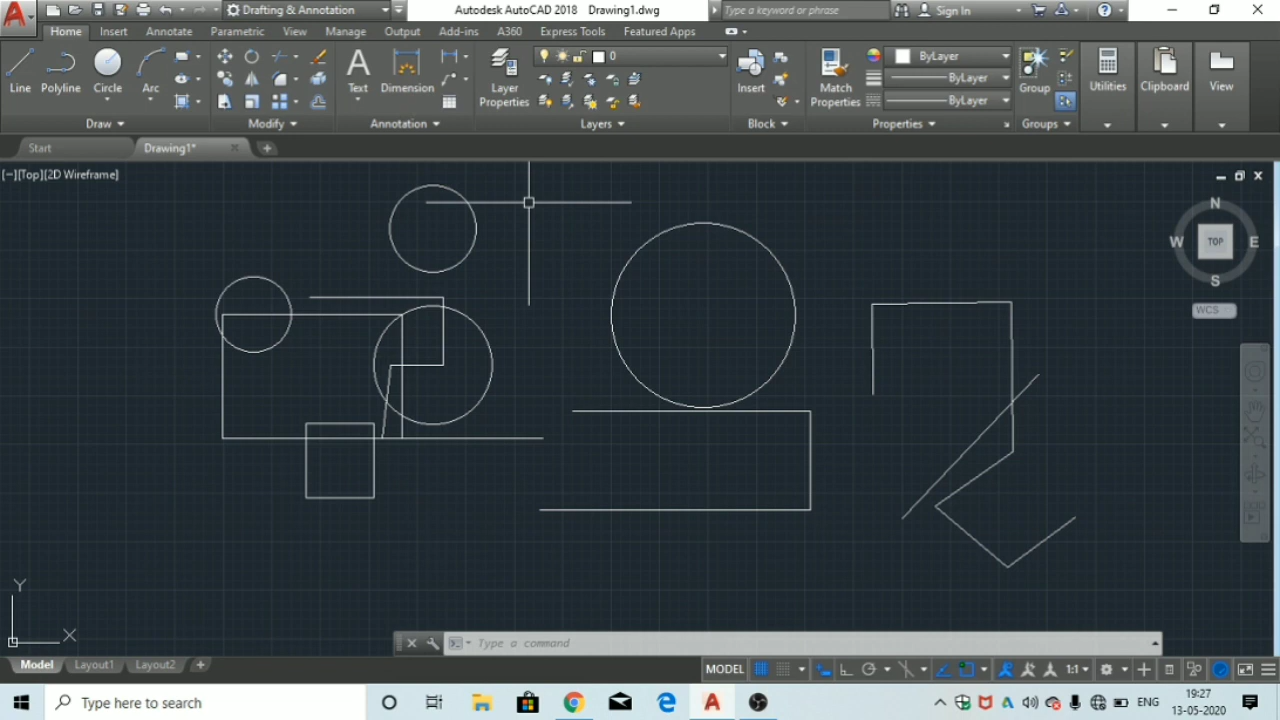 Drafting & Annotation
Autodesk AutoCAD 2018 Drawing1.dwg
Type a keyword or phrase
Sign In
Home Insert Annotate Parametric View Manage Output Add-ins A360 Express Tools Featured Apps
0
ByLayer
Line Polyline Circle Arc
Text Dimension
Layer
Properties
Insert
Match
Properties
ByLayer
ByLayer
Group
Utilities
Clipboard
View
Draw Modify Annotation Layers Block Properties Groups
Start Drawing1*
[−][Top][2D Wireframe]
N
W TOP E
S
WCS
Y
X
Type a command
Model Layout1 Layout2
MODEL
1:1
Type here to search
ENG
19:27
13-05-2020